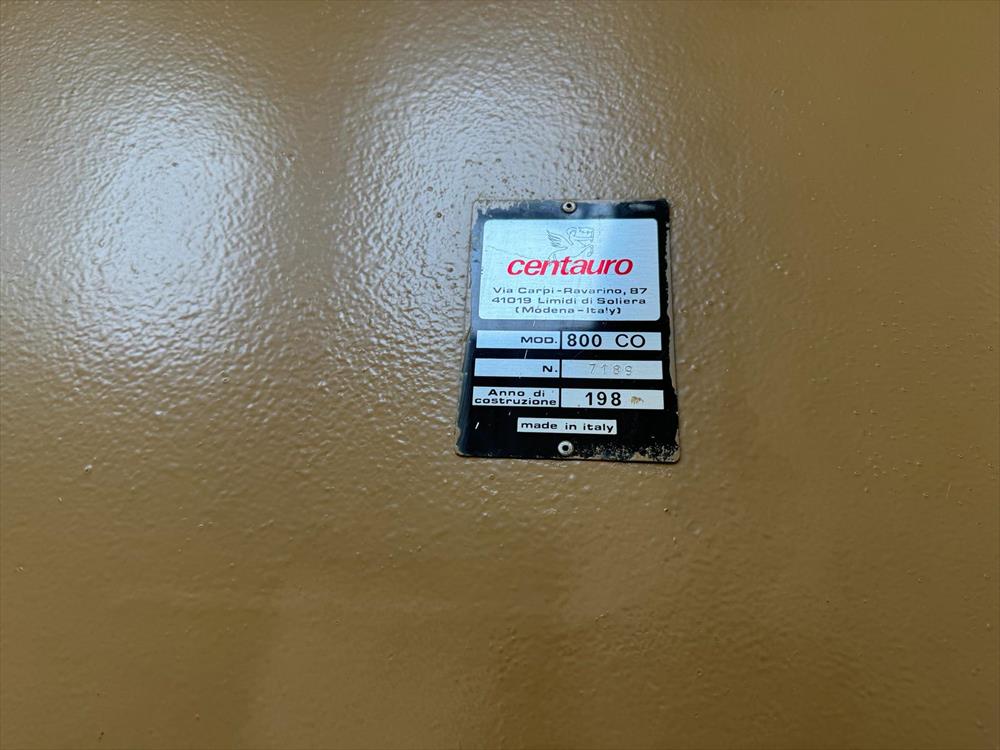 centauro
Via Carpi-Ravarino, 87
41019 Limidi di Soliera
(Modena-Italy)
MOD. 800 CO
N. 7189
Anno di
costruzione 198
made in italy